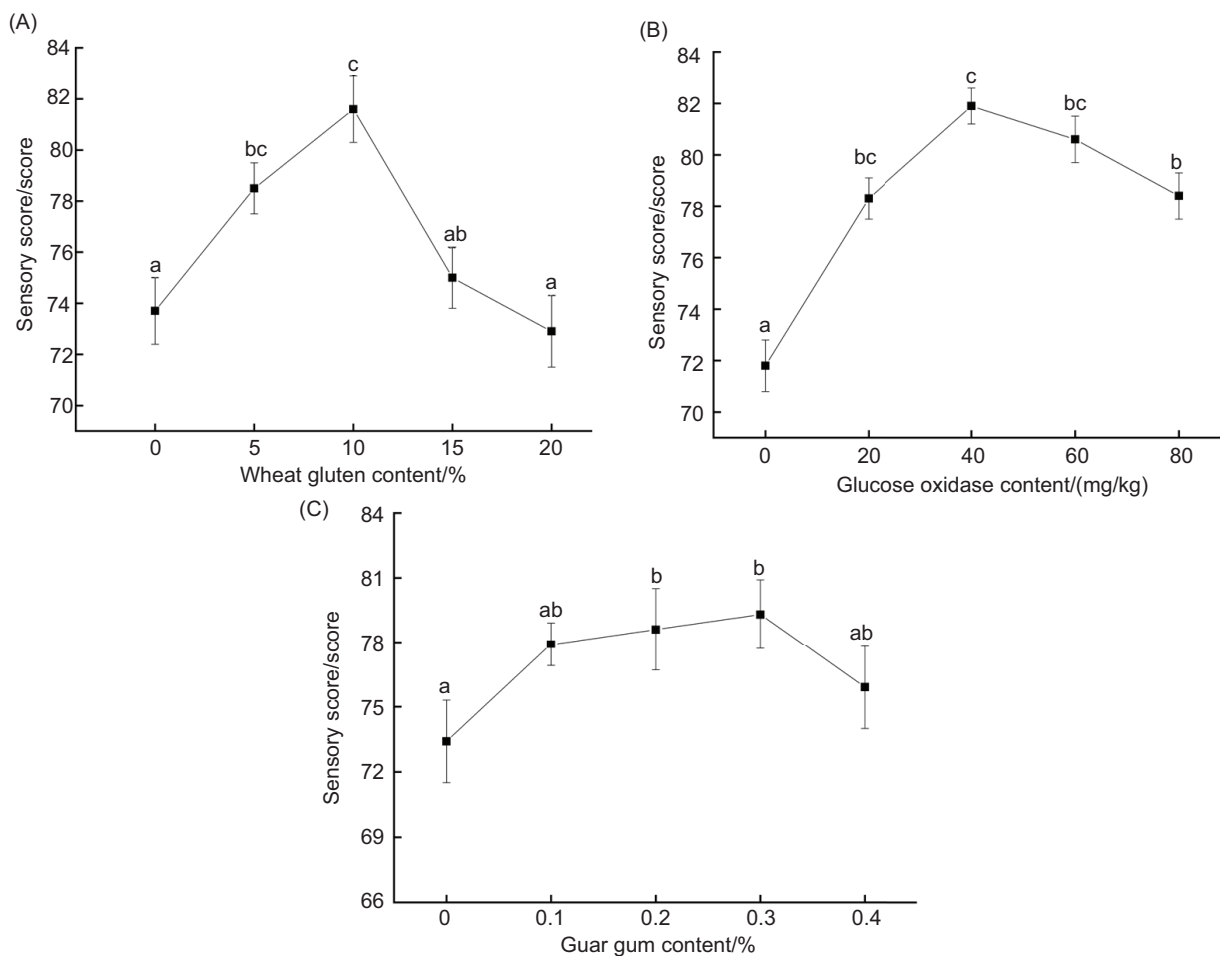 (A)
84
82
80
78
76
74
72
70
Sensory score/score
a
bc
c
ab
a
0 5 10 15 20
Wheat gluten content/%
(B)
84
82
80
78
76
74
72
70
Sensory score/score
a
bc
c
bc
b
0 20 40 60 80
Glucose oxidase content/(mg/kg)
(C)
84
81
78
75
72
69
66
Sensory score/score
a
ab
b
b
ab
0 0.1 0.2 0.3 0.4
Guar gum content/%